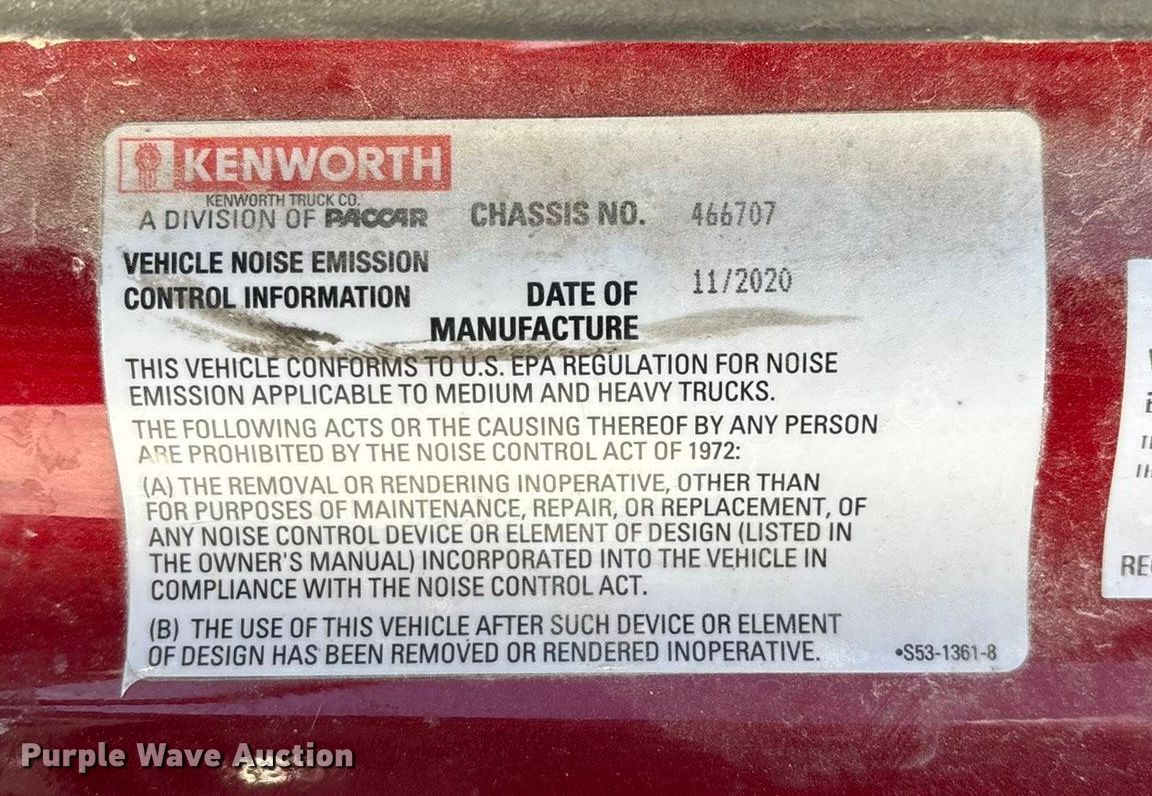 KENWORTH
KENWORTH TRUCK CO.
A DIVISION OF PACCAR
CHASSIS NO. 466707
VEHICLE NOISE EMISSION
CONTROL INFORMATION
DATE OF
MANUFACTURE
11/2020
THIS VEHICLE CONFORMS TO U.S. EPA REGULATION FOR NOISE
EMISSION APPLICABLE TO MEDIUM AND HEAVY TRUCKS.
THE FOLLOWING ACTS OR THE CAUSING THEREOF BY ANY PERSON
ARE PROHIBITED BY THE NOISE CONTROL ACT OF 1972:
(A) THE REMOVAL OR RENDERING INOPERATIVE, OTHER THAN
FOR PURPOSES OF MAINTENANCE, REPAIR, OR REPLACEMENT, OF
ANY NOISE CONTROL DEVICE OR ELEMENT OF DESIGN (LISTED IN
THE OWNER'S MANUAL) INCORPORATED INTO THE VEHICLE IN
COMPLIANCE WITH THE NOISE CONTROL ACT.
(B) THE USE OF THIS VEHICLE AFTER SUCH DEVICE OR ELEMENT
OF DESIGN HAS BEEN REMOVED OR RENDERED INOPERATIVE.
•S53-1361-8
Purple Wave Auction